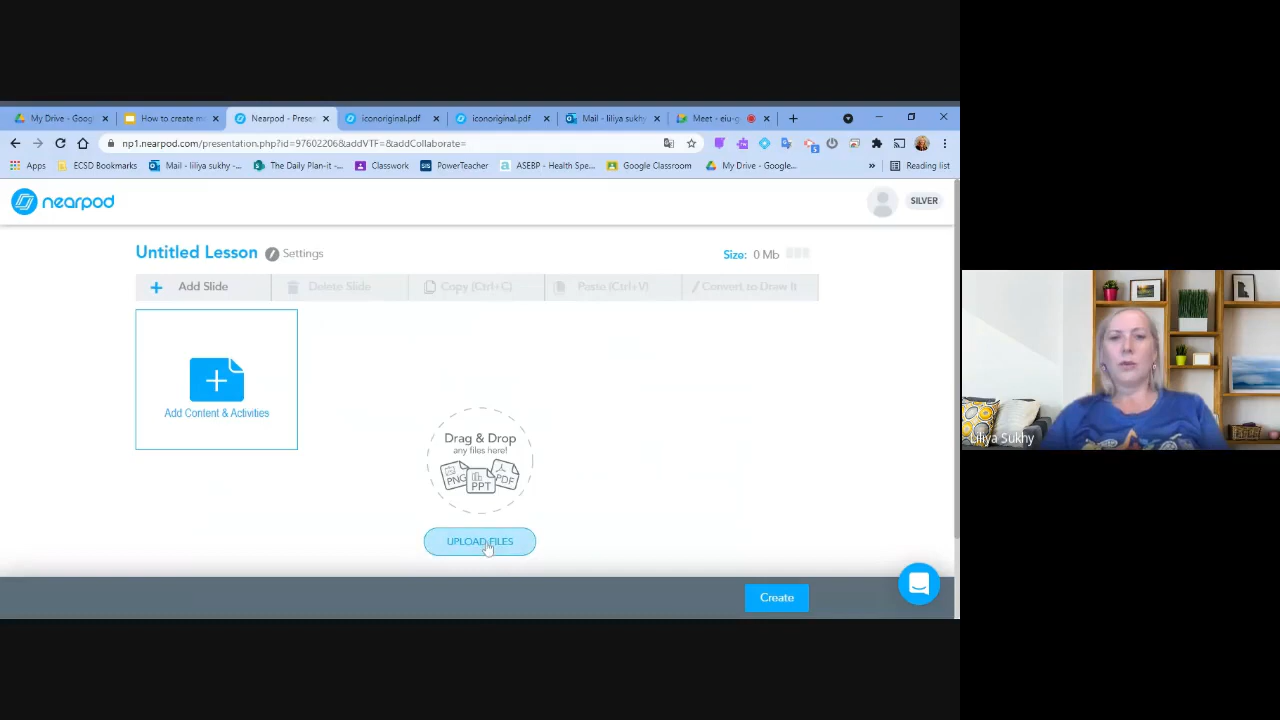 My Drive - Googl
How to create m
Nearpod - Prese
iconoriginal.pdf
iconoriginal.pdf
Mail - liliya sukhy
Meet - eiu-g
np1.nearpod.com/presentation.php?id=97602206&addVTF=&addCollaborate=
Apps
ECSD Bookmarks
Mail - liliya sukhy -...
The Daily Plan-it -...
Classwork
SIS
PowerTeacher
ASEBP - Health Spe...
Google Classroom
My Drive - Google...
»
Reading list
nearpod
SILVER
Untitled Lesson
Settings
Size: 0 Mb
+ Add Slide
Delete Slide
Copy (Ctrl+C)
Paste (Ctrl+V)
Convert to Draw It
Add Content & Activities
Drag & Drop
any files here!
PNG
PPT
PDF
UPLOAD FILES
Create
Liliya Sukhy